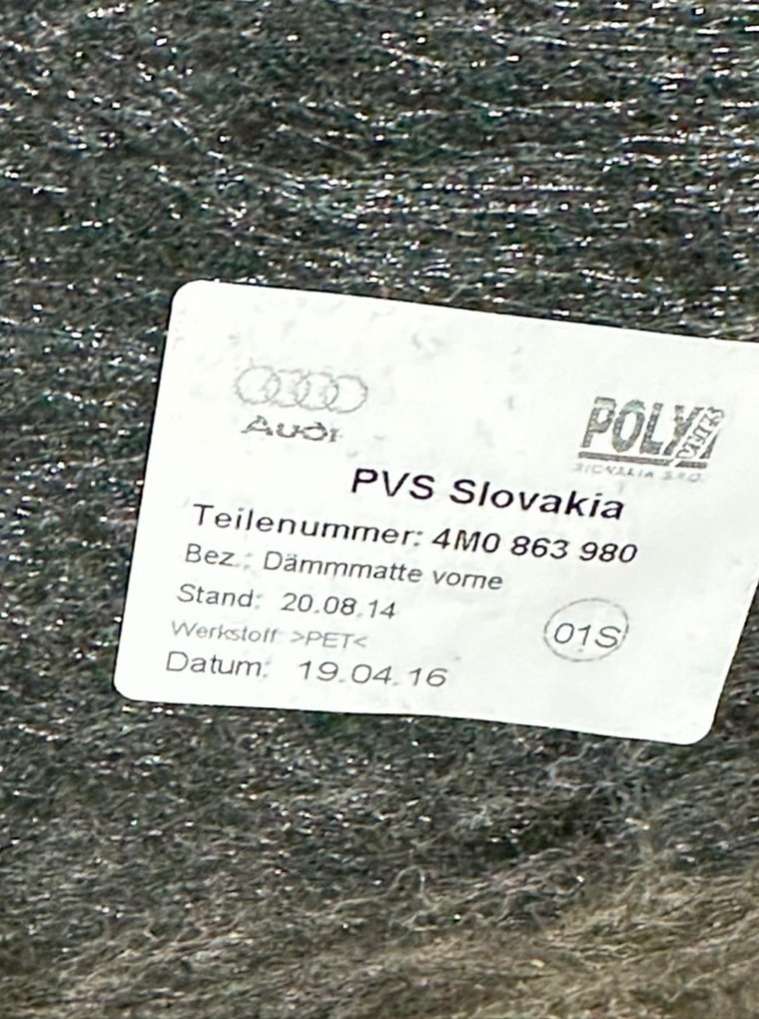 Audi
POLY
SLOVAKIA S.R.O.
PVS Slovakia
Teilenummer: 4M0 863 980
Bez.: Dämmmatte vorne
Stand: 20.08.14
01S
Werkstoff: >PET<
Datum: 19.04.16